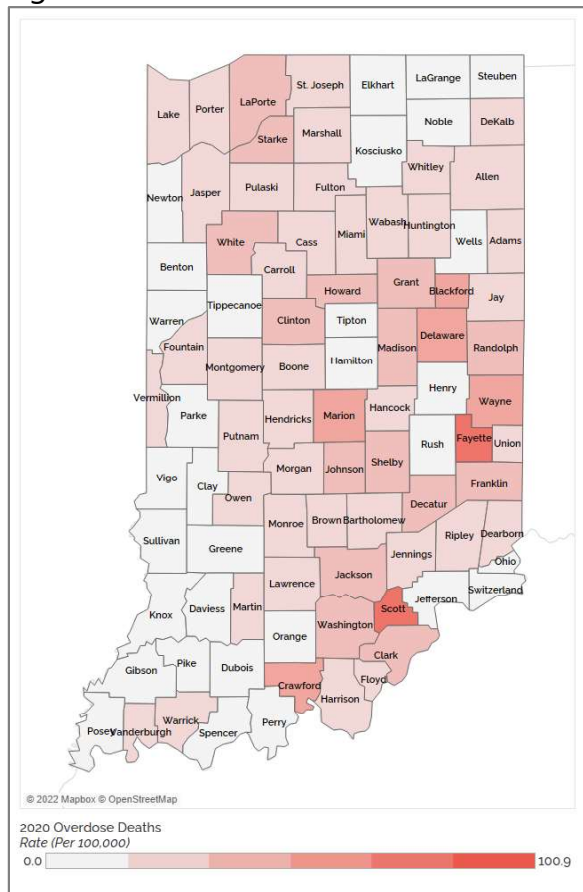 Steuben
LaGrange
Elkhart
St. Joseph
LaPorte
Porter
Lake
Noble
DeKalb
Marshall
Starke
Kosciusko
Whitley
Allen
Newton
Jasper
Pulaski
Fulton
Wabash
Huntington
Miami
White
Cass
Wells
Adams
Benton
Carroll
Grant
Blackford
Howard
Jay
Tippecanoe
Warren
Clinton
Tipton
Delaware
Madison
Randolph
Fountain
Montgomery
Boone
Hamilton
Henry
Vermillion
Wayne
Parke
Hendricks
Marion
Hancock
Putnam
Rush
Fayette
Union
Morgan
Johnson
Shelby
Vigo
Clay
Franklin
Owen
Decatur
Monroe
Brown
Bartholomew
Sullivan
Greene
Ripley
Dearborn
Jennings
Ohio
Lawrence
Jackson
Switzerland
Jefferson
Scott
Knox
Daviess
Martin
Washington
Orange
Clark
Pike
Dubois
Gibson
Floyd
Crawford
Harrison
Warrick
Perry
Posey
Vanderburgh
Spencer
© 2022 Mapbox © OpenStreetMap
2020 Overdose Deaths
Rate (Per 100,000)
0.0 100.9